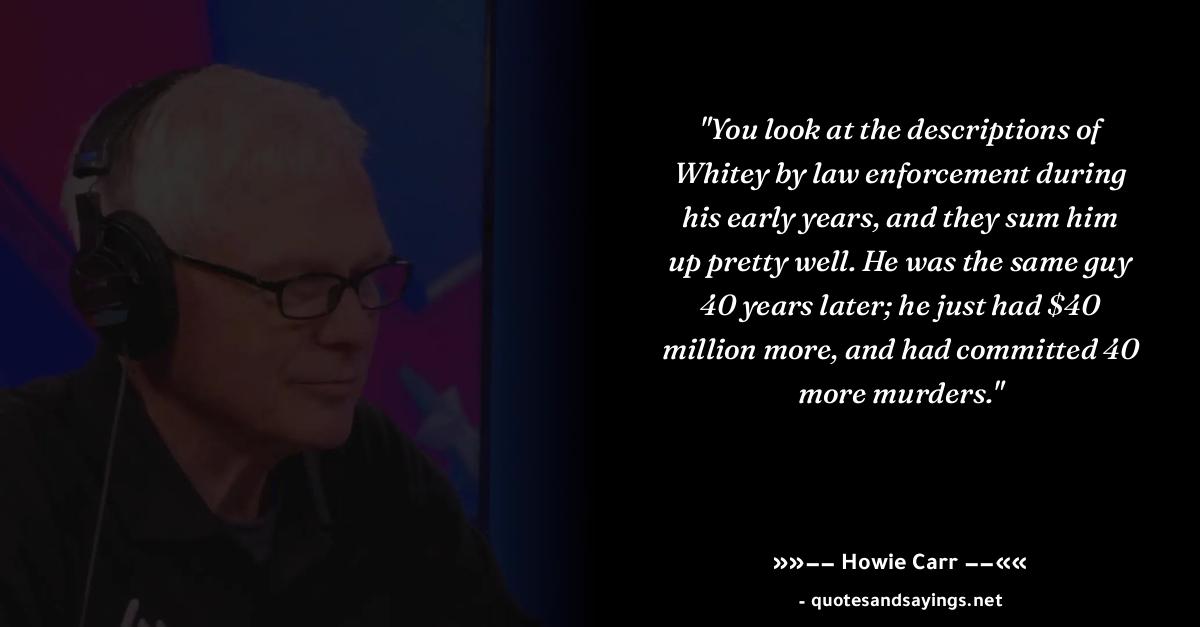 "You look at the descriptions of
Whitey by law enforcement during
his early years, and they sum him
up pretty well. He was the same guy
40 years later; he just had $40
million more, and had committed 40
more murders."
»»−− Howie Carr −−««
- quotesandsayings.net